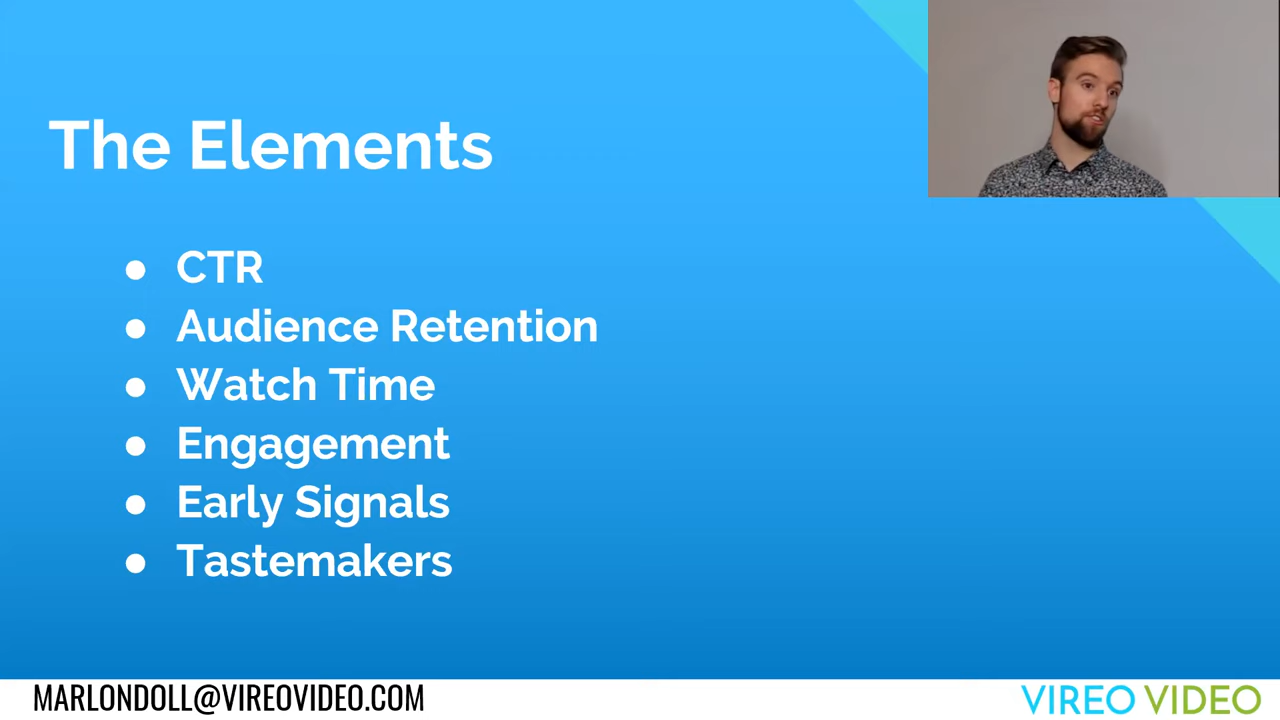 The Elements
● CTR
● Audience Retention
● Watch Time
● Engagement
● Early Signals
● Tastemakers
MARLONDOLL@VIREOVIDEO.COM
VIREO VIDEO